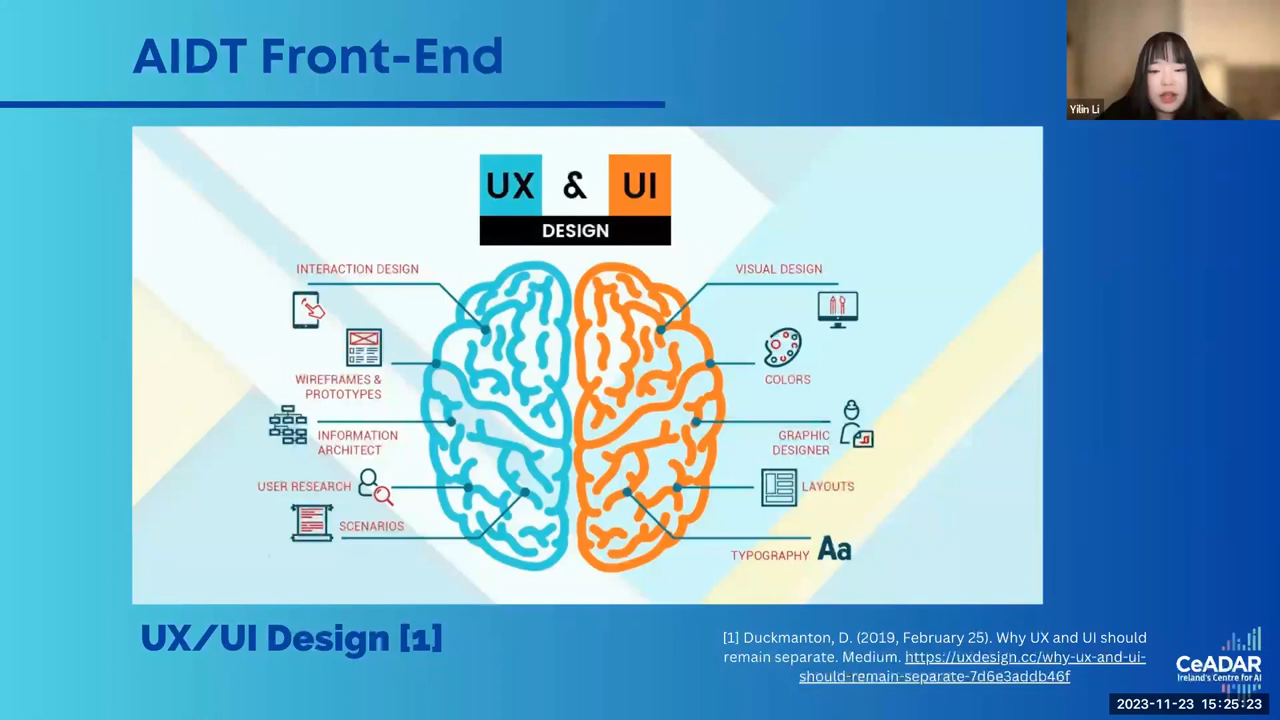 AIDT Front-End
Yilin Li
UX & UI
DESIGN
INTERACTION DESIGN
WIREFRAMES &
PROTOTYPES
INFORMATION
ARCHITECT
USER RESEARCH
SCENARIOS
VISUAL DESIGN
COLORS
GRAPHIC
DESIGNER
LAYOUTS
TYPOGRAPHY Aa
UX/UI Design [1]
[1] Duckmanton, D. (2019, February 25). Why UX and UI should
remain separate. Medium. https://uxdesign.cc/why-ux-and-ui-
should-remain-separate-7d6e3addb46f
CeADAR
Ireland's Centre for AI
2023-11-23 15:25:23